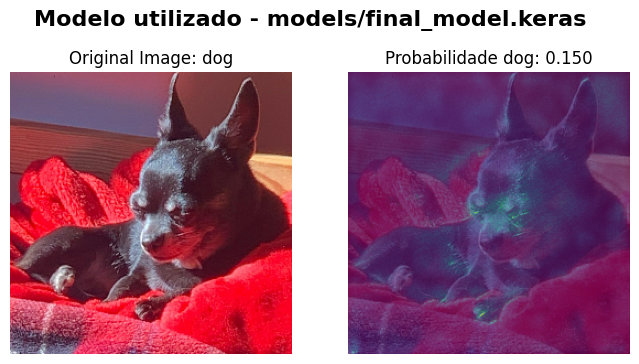 Modelo utilizado - models/final_model.keras
Original Image: dog
Probabilidade dog: 0.150